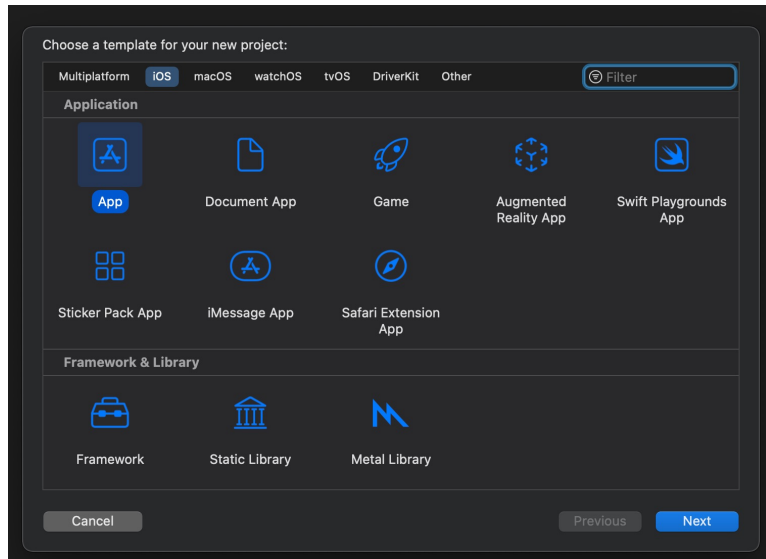 Choose a template for your new project:
Multiplatform iOS macOS watchOS tvOS DriverKit Other Filter
Application
App Document App Game Augmented Reality App Swift Playgrounds App
Sticker Pack App iMessage App Safari Extension App
Framework & Library
Framework Static Library Metal Library
Cancel Previous Next